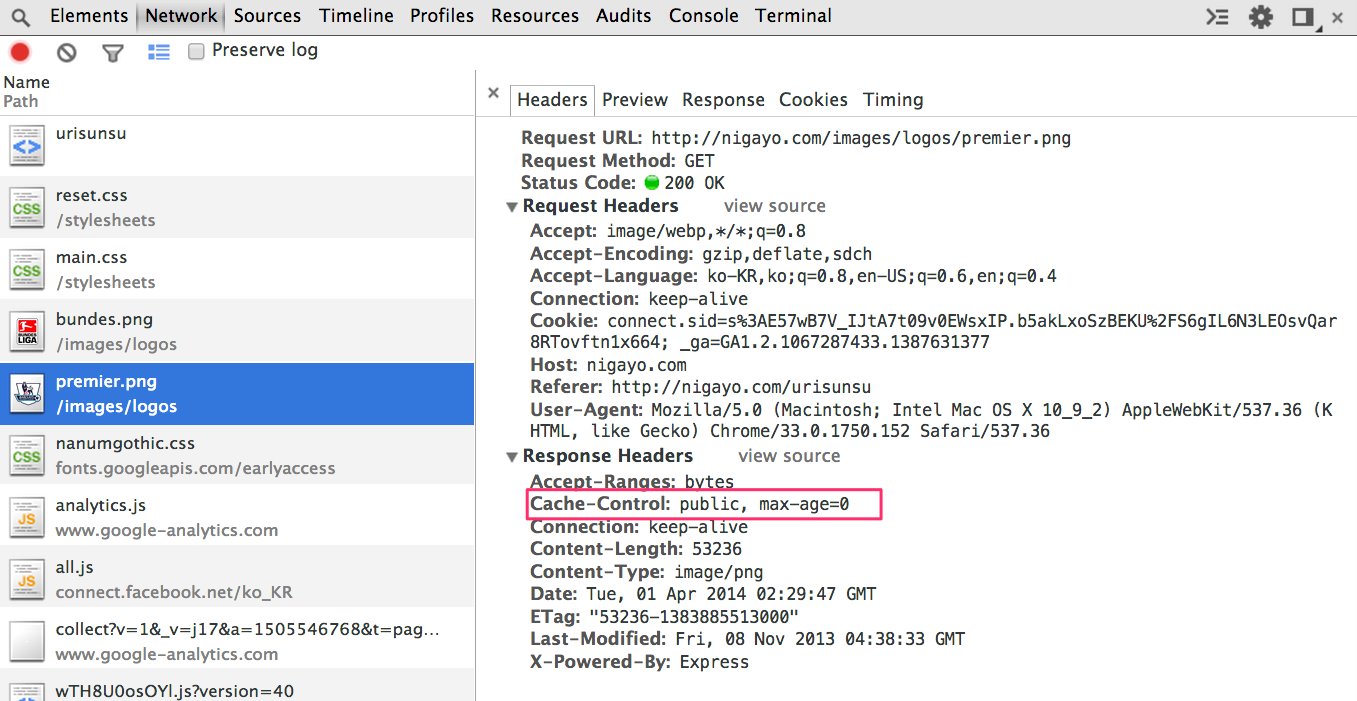 Elements Network Sources Timeline Profiles Resources Audits Console Terminal
Preserve log
Name
Path
urisunsu
reset.css
/stylesheets
main.css
/stylesheets
bundes.png
/images/logos
premier.png
/images/logos
nanumgothic.css
fonts.googleapis.com/earlyaccess
analytics.js
www.google-analytics.com
all.js
connect.facebook.net/ko_KR
collect?v=1&_v=j17&a=1505546768&t=pag...
www.google-analytics.com
wTH8U0osOYl.js?version=40
CSS
CSS
BUNDES
LIGA
CSS
JS
JS
× Headers Preview Response Cookies Timing
Request URL: http://nigayo.com/images/logos/premier.png
Request Method: GET
Status Code: 200 OK
Request Headers view source
Accept: image/webp,*/*;q=0.8
Accept-Encoding: gzip,deflate,sdch
Accept-Language: ko-KR,ko;q=0.8,en-US;q=0.6,en;q=0.4
Connection: keep-alive
Cookie: connect.sid=s%3AE57wB7V_IJtA7t09v0EWsxIP.b5akLxoSzBEKU%2FS6gIL6N3LEOsvQar
8RTovftn1x664; _ga=GA1.2.1067287433.1387631377
Host: nigayo.com
Referer: http://nigayo.com/urisunsu
User-Agent: Mozilla/5.0 (Macintosh; Intel Mac OS X 10_9_2) AppleWebKit/537.36 (K
HTML, like Gecko) Chrome/33.0.1750.152 Safari/537.36
Response Headers view source
Accept-Ranges: bytes
Cache-Control: public, max-age=0
Connection: keep-alive
Content-Length: 53236
Content-Type: image/png
Date: Tue, 01 Apr 2014 02:29:47 GMT
ETag: "53236-1383885513000"
Last-Modified: Fri, 08 Nov 2013 04:38:33 GMT
X-Powered-By: Express